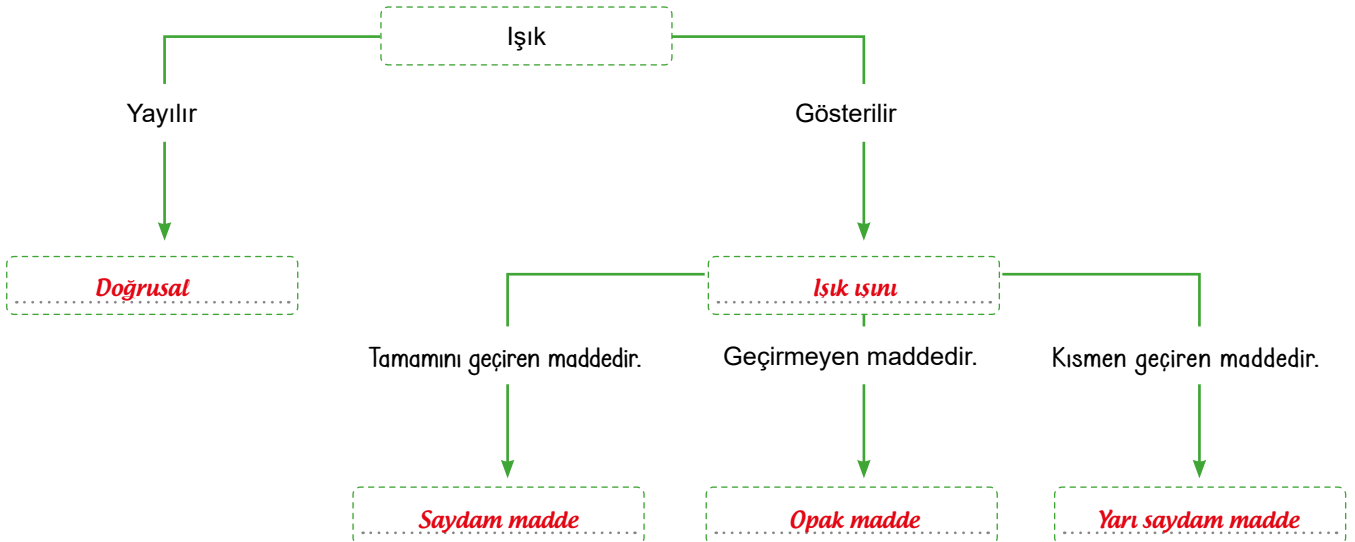 Işık
Yayılır
Gösterilir
Doğrusal
Işık ışını
Tamamını geçiren maddedir.
Geçirmeyen maddedir.
Kısmen geçiren maddedir.
Saydam madde
Opak madde
Yarı saydam madde